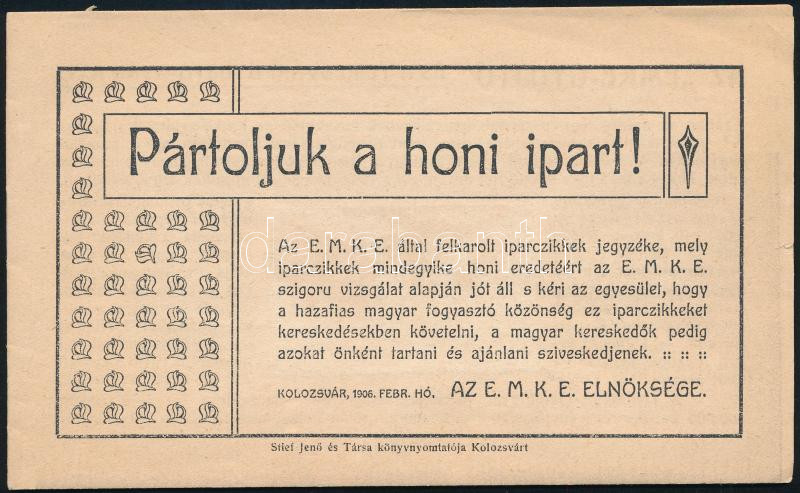 Pártoljuk a honi ipart!
Az E. M. K. E. által felkarolt iparczikkek jegyzéke, mely
iparczikkek mindegyike honi eredetéért az E. M. K. E.
szigoru vizsgálat alapján jót áll s kéri az egyesület, hogy
a hazafias magyar fogyasztó közönség ez iparczikkeket
kereskedésekben követelni, a magyar kereskedők pedig
azokat önként tartani és ajánlani sziveskedjenek. :: :: ::
KOLOZSVÁR, 1906. FEBR. HÓ. AZ E. M. K. E. ELNÖKSÉGE.
Stief Jenő és Társa könyvnyomtatója Kolozsvárt
darabanth